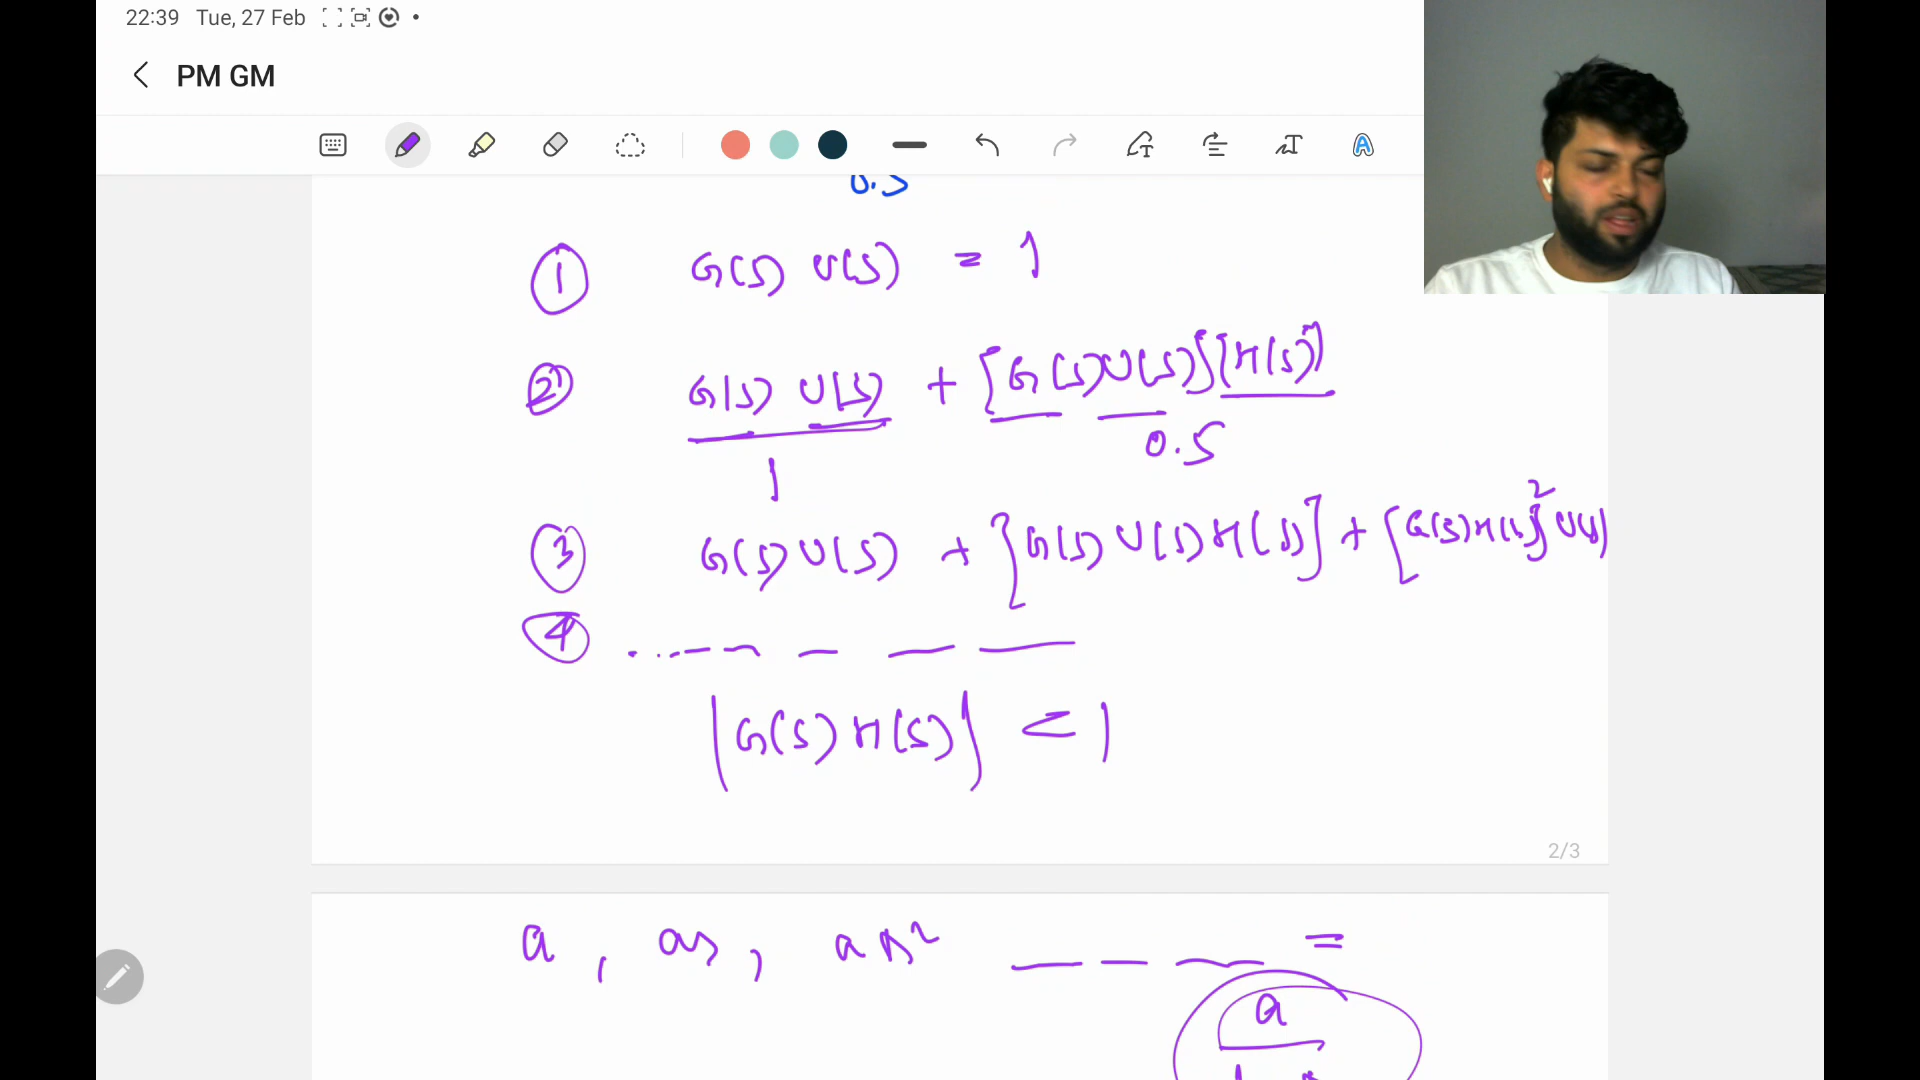 22:39 Tue, 27 Feb
PM GM
0.5
① G(s) U(s) = 1
② G(s) U(s) + [G(s)U(s)][H(s)]
1 0.5
③ G(s)U(s) + [G(s) U(s) H(s)] + [G(s)H(s)]² U(s)
④ ..... — — — —
|G(s) H(s)| < 1
2/3
a , ar , ar² — — — =
a